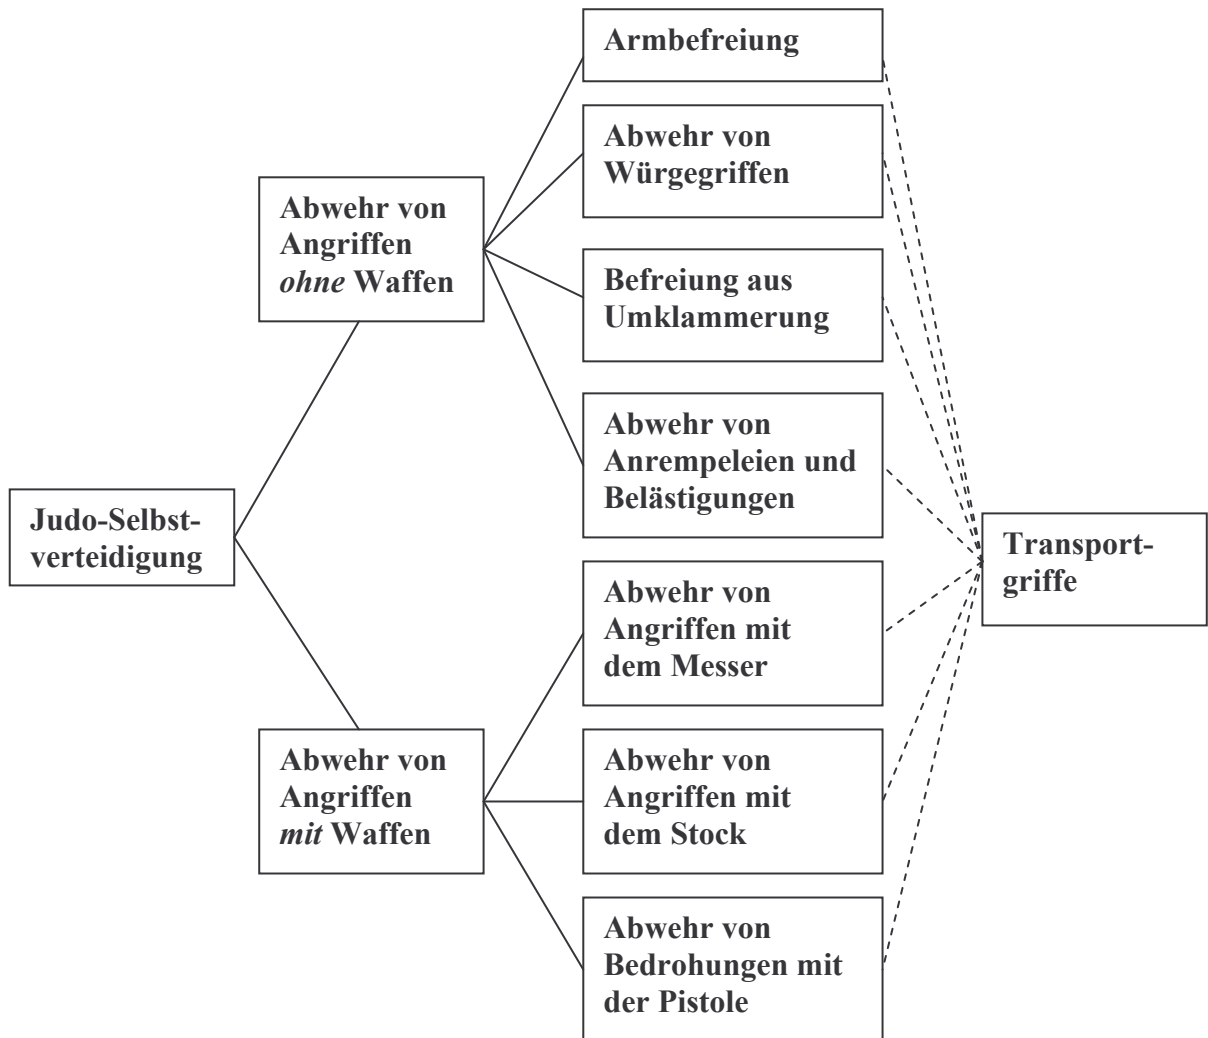 Judo-Selbst-
verteidigung
Abwehr von
Angriffen
ohne Waffen
Abwehr von
Angriffen
mit Waffen
Armbefreiung
Abwehr von
Würgegriffen
Befreiung aus
Umklammerung
Abwehr von
Anrempeleien und
Belästigungen
Abwehr von
Angriffen mit
dem Messer
Abwehr von
Angriffen mit
dem Stock
Abwehr von
Bedrohungen mit
der Pistole
Transport-
griffe